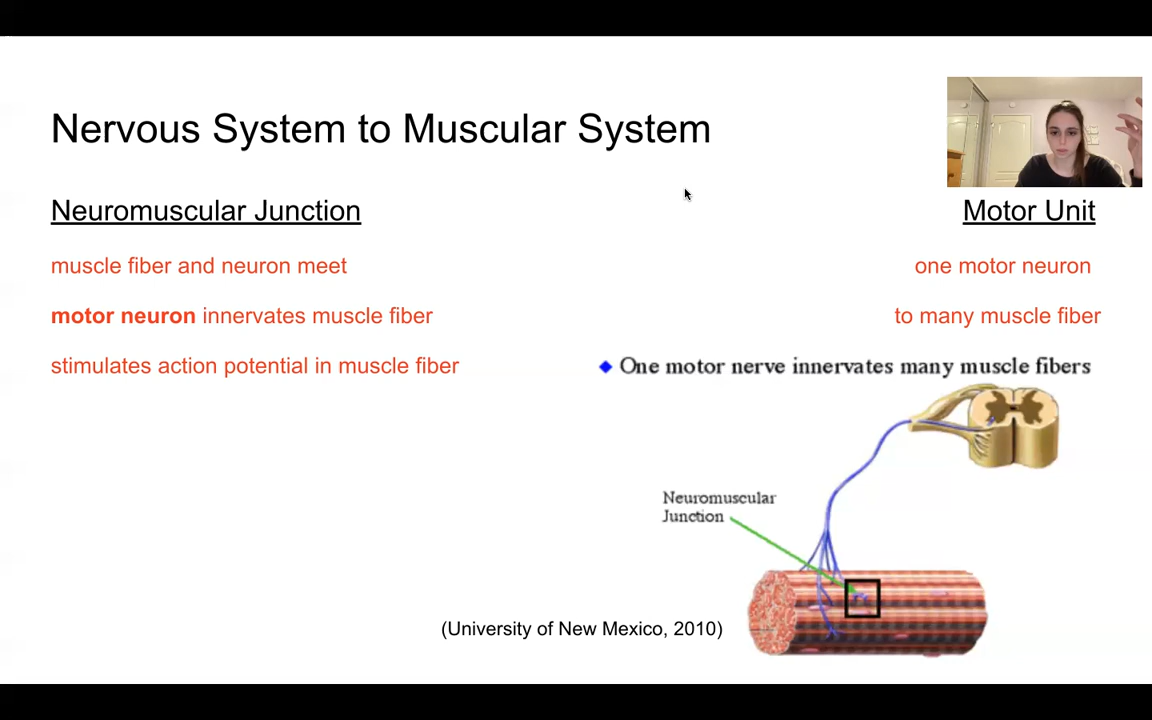 Nervous System to Muscular System
Neuromuscular Junction
muscle fiber and neuron meet
motor neuron innervates muscle fiber
stimulates action potential in muscle fiber
Motor Unit
one motor neuron
to many muscle fiber
One motor nerve innervates many muscle fibers
Neuromuscular
Junction
(University of New Mexico, 2010)